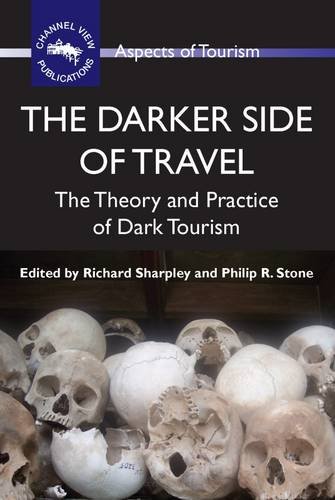 CHANNEL VIEW
PUBLICATIONS
Aspects of Tourism
THE DARKER SIDE
OF TRAVEL
The Theory and Practice
of Dark Tourism
Edited by Richard Sharpley and Philip R. Stone